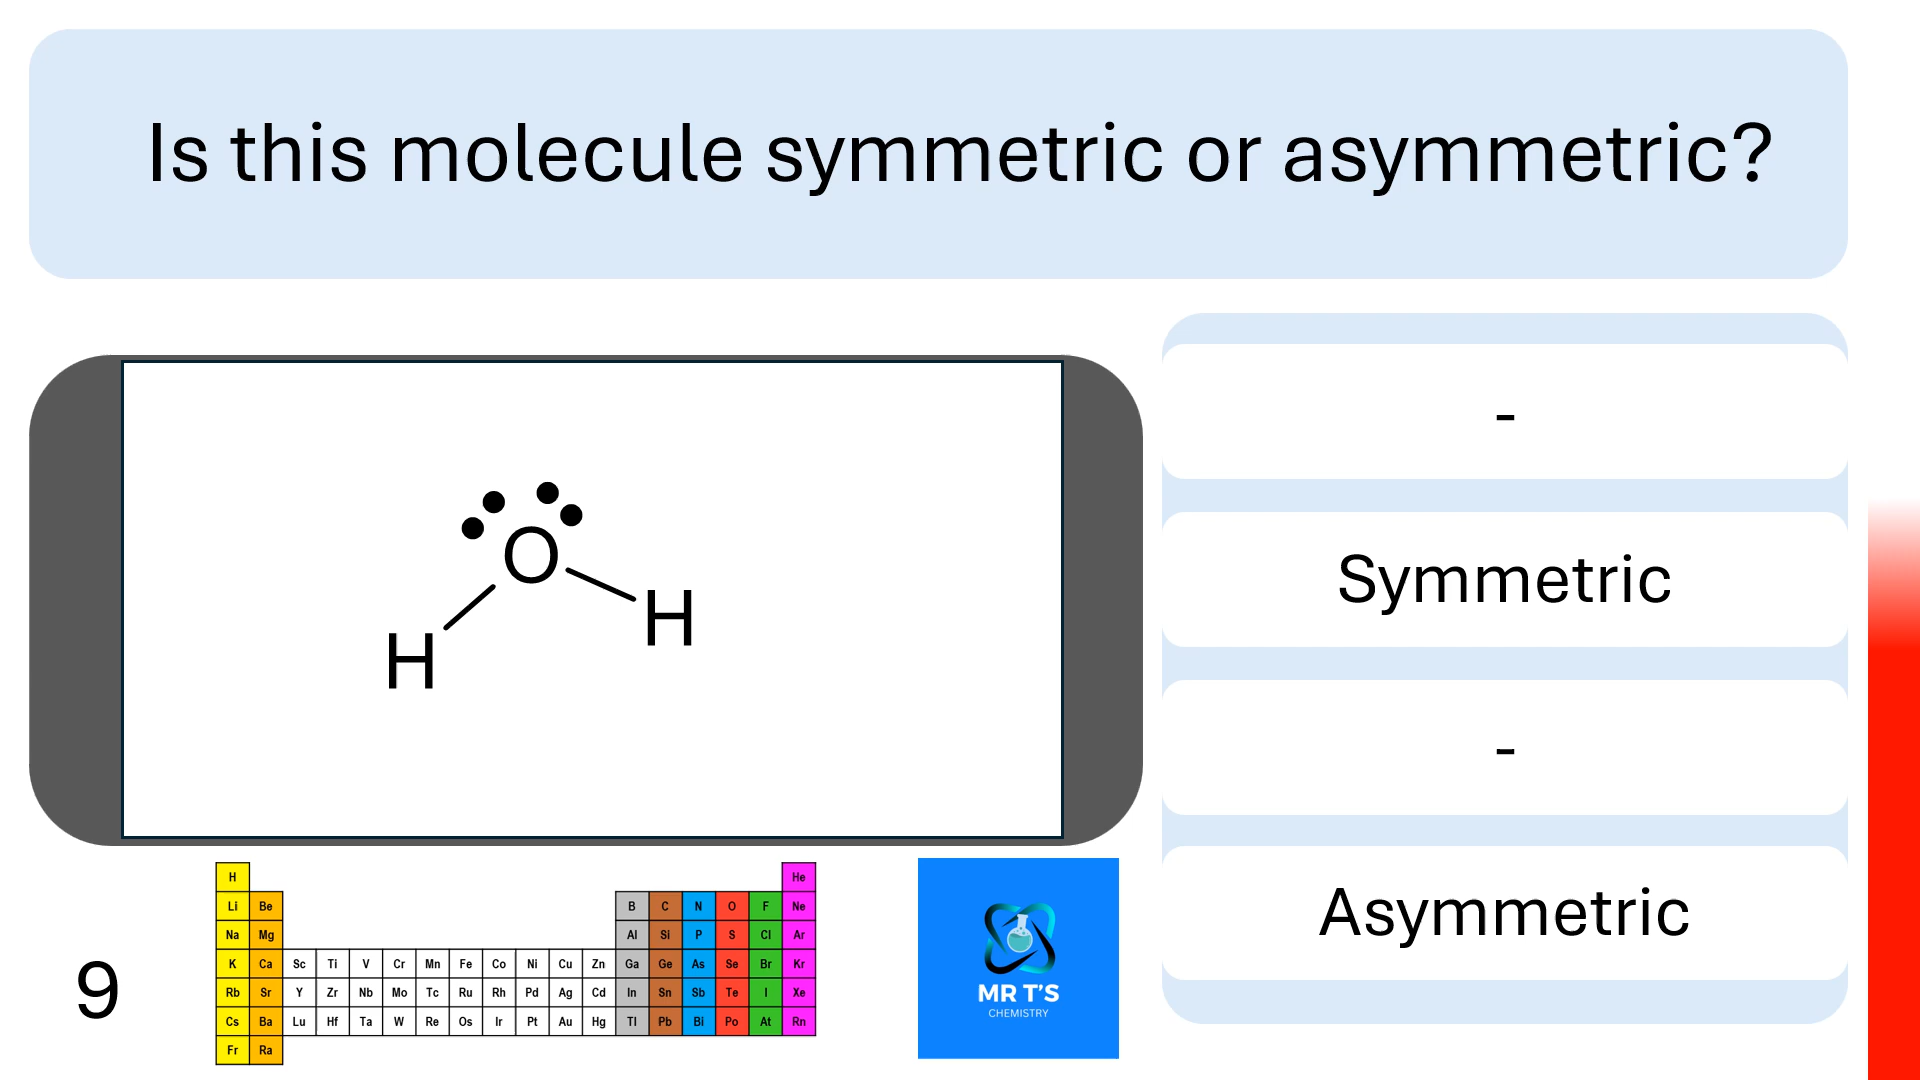 Is this molecule symmetric or asymmetric?
-
Symmetric
-
Asymmetric
O
H
H
9
H He
Li Be B C N O F Ne
Na Mg Al Si P S Cl Ar
K Ca Sc Ti V Cr Mn Fe Co Ni Cu Zn Ga Ge As Se Br Kr
Rb Sr Y Zr Nb Mo Tc Ru Rh Pd Ag Cd In Sn Sb Te I Xe
Cs Ba Lu Hf Ta W Re Os Ir Pt Au Hg Tl Pb Bi Po At Rn
Fr Ra
MR T'S
CHEMISTRY